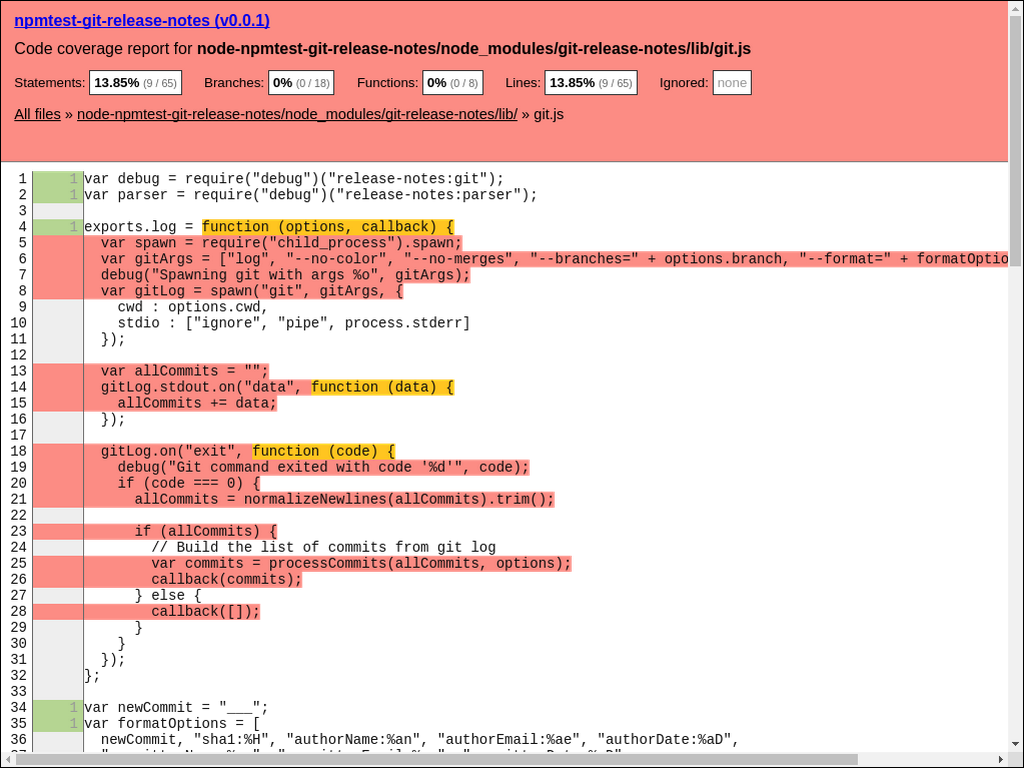 npmtest-git-release-notes (v0.0.1)
Code coverage report for node-npmtest-git-release-notes/node_modules/git-release-notes/lib/git.js
Statements: 13.85% (9 / 65) Branches: 0% (0 / 18) Functions: 0% (0 / 8) Lines: 13.85% (9 / 65) Ignored: none
All files » node-npmtest-git-release-notes/node_modules/git-release-notes/lib/ » git.js
1 1 var debug = require("debug")("release-notes:git");
2 1 var parser = require("debug")("release-notes:parser");
3
4 1 exports.log = function (options, callback) {
5 var spawn = require("child_process").spawn;
6 var gitArgs = ["log", "--no-color", "--no-merges", "--branches=" + options.branch, "--format=" + formatOptio
7 debug("Spawning git with args %o", gitArgs);
8 var gitLog = spawn("git", gitArgs, {
9 cwd : options.cwd,
10 stdio : ["ignore", "pipe", process.stderr]
11 });
12
13 var allCommits = "";
14 gitLog.stdout.on("data", function (data) {
15 allCommits += data;
16 });
17
18 gitLog.on("exit", function (code) {
19 debug("Git command exited with code '%d'", code);
20 if (code === 0) {
21 allCommits = normalizeNewlines(allCommits).trim();
22
23 if (allCommits) {
24 // Build the list of commits from git log
25 var commits = processCommits(allCommits, options);
26 callback(commits);
27 } else {
28 callback([]);
29 }
30 }
31 });
32 };
33
34 1 var newCommit = "___";
35 1 var formatOptions = [
36 newCommit, "sha1:%H", "authorName:%an", "authorEmail:%ae", "authorDate:%aD",